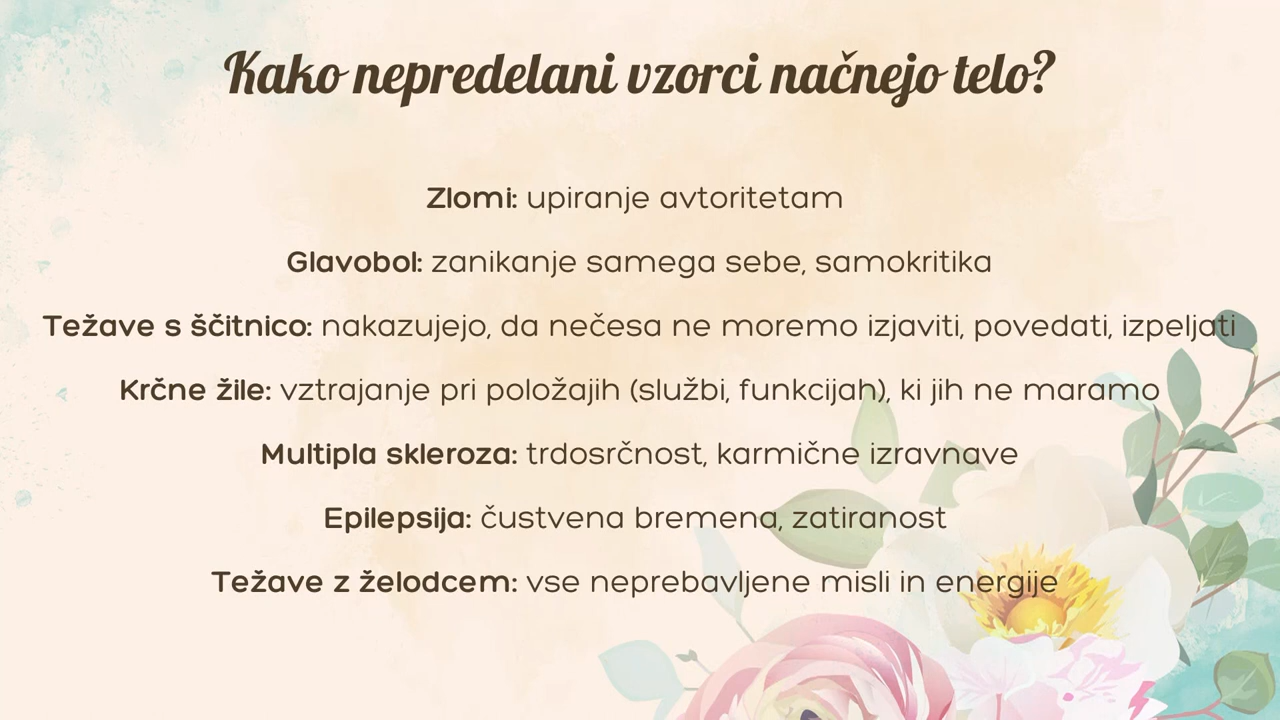 Kako nepredelani vzorci načnejo telo?
Zlomi: upiranje avtoritetam
Glavobol: zanikanje samega sebe, samokritika
Težave s ščitnico: nakazujejo, da nečesa ne moremo izjaviti, povedati, izpeljati
Krčne žile: vztrajanje pri položajih (službi, funkcijah), ki jih ne maramo
Multipla skleroza: trdosrčnost, karmične izravnave
Epilepsija: čustvena bremena, zatiranost
Težave z želodcem: vse neprebavljene misli in energije